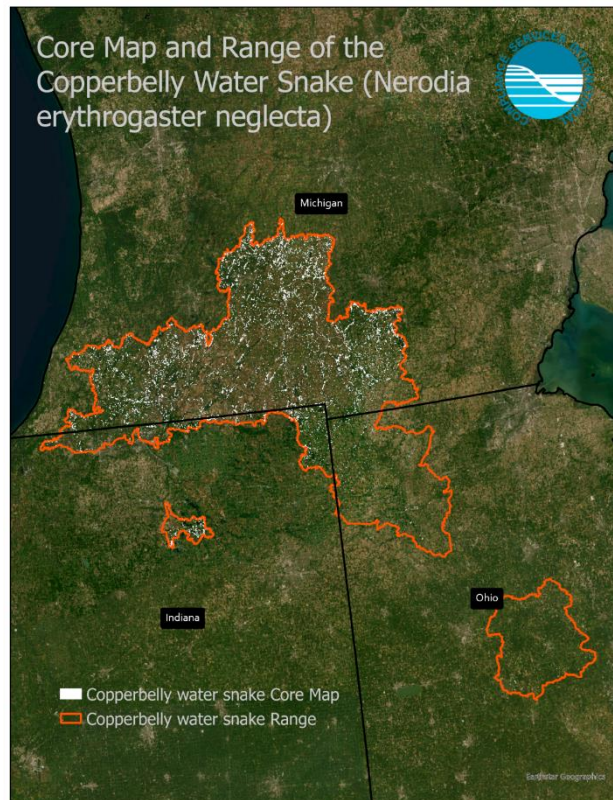 Core Map and Range of the
Copperbelly Water Snake (Nerodia
erythrogaster neglecta)
Michigan
Ohio
Indiana
Copperbelly water snake Core Map
Copperbelly water snake Range
Earthstar Geographics